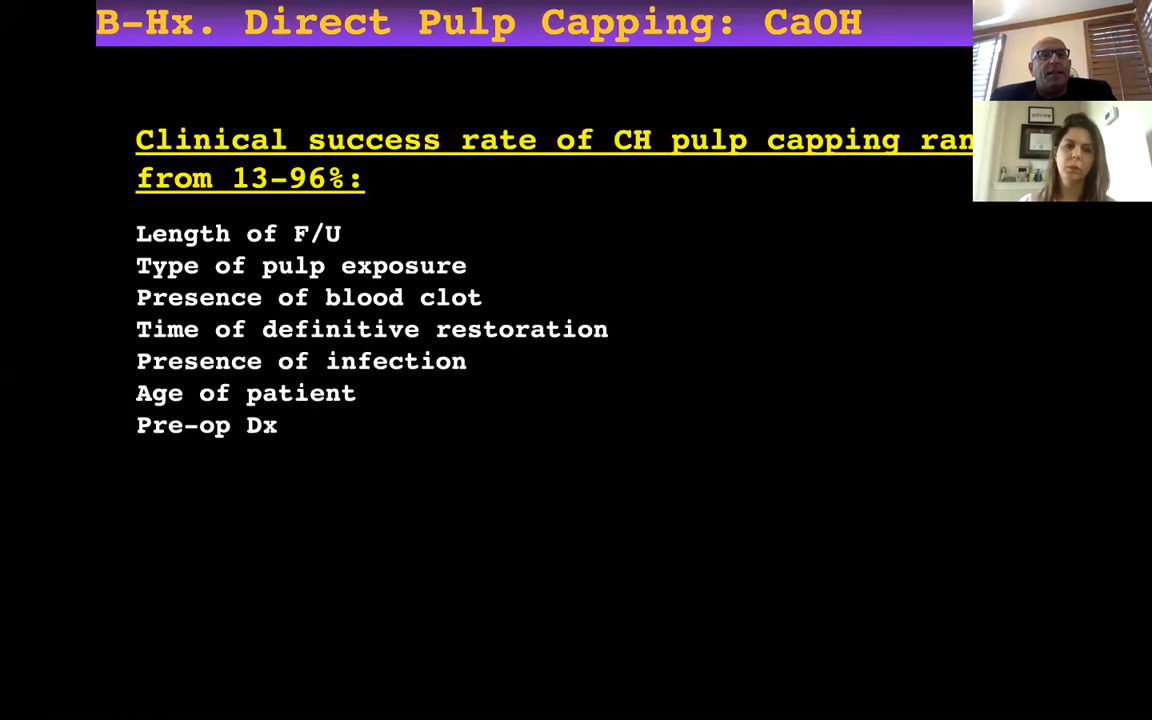 B-Hx. Direct Pulp Capping: CaOH
Clinical success rate of CH pulp capping ran
from 13-96%:
Length of F/U
Type of pulp exposure
Presence of blood clot
Time of definitive restoration
Presence of infection
Age of patient
Pre-op Dx